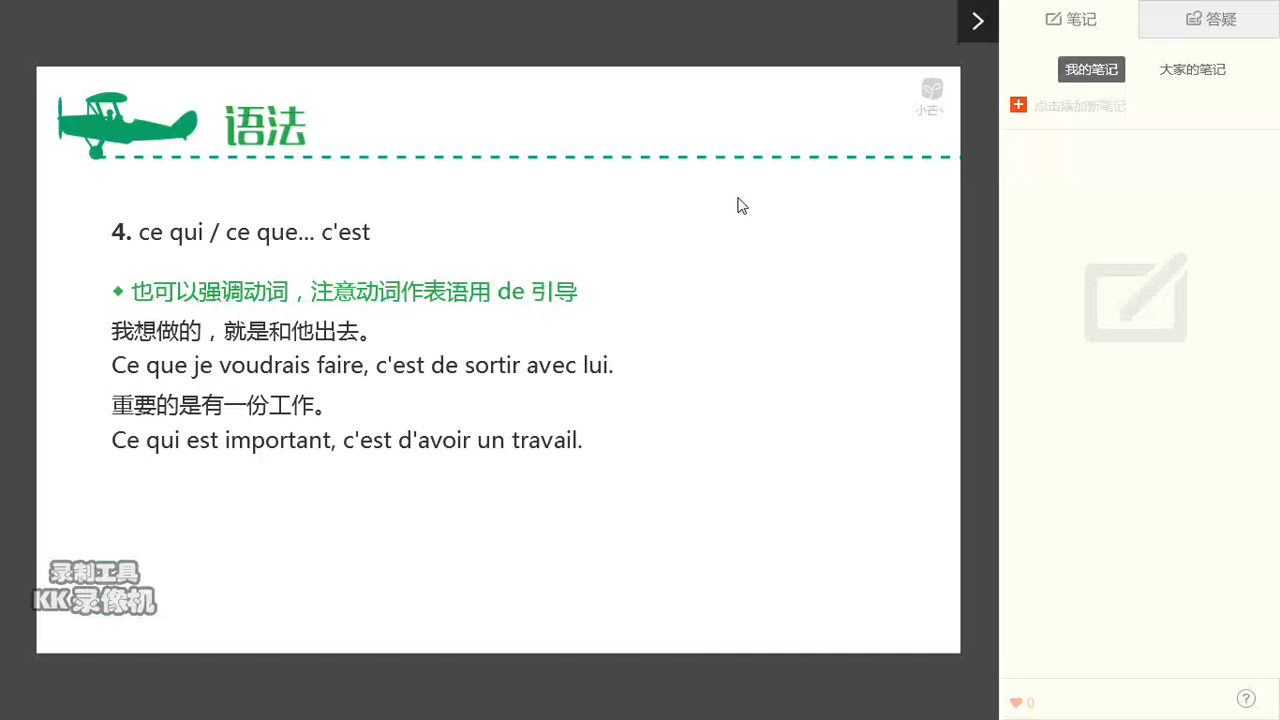 笔记
答疑
我的笔记
大家的笔记
点击添加新笔记
语法
小芒丶
4. ce qui / ce que... c'est
也可以强调动词，注意动词作表语用 de 引导
我想做的，就是和他出去。
Ce que je voudrais faire, c'est de sortir avec lui.
重要的是有一份工作。
Ce qui est important, c'est d'avoir un travail.
录制工具
KK录像机
0